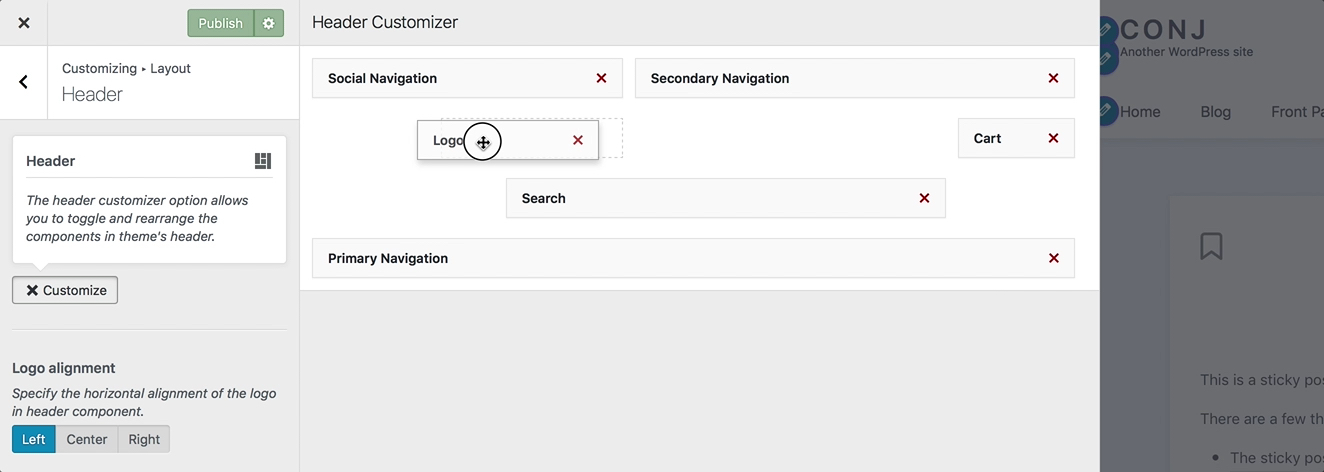 Publish
Customizing ▸ Layout
Header
Header
The header customizer option allows
you to toggle and rearrange the
components in theme's header.
Customize
Logo alignment
Specify the horizontal alignment of the logo
in header component.
Left Center Right
Header Customizer
Social Navigation
Secondary Navigation
Logo
Cart
Search
Primary Navigation
CONJ
Another WordPress site
Home Blog Front Pa
This is a sticky pos
There are a few th
• The sticky pos